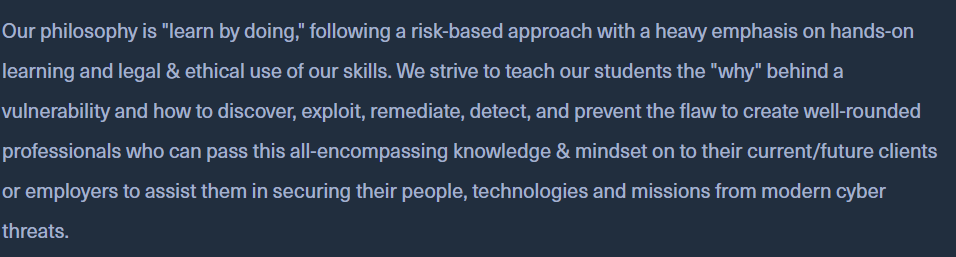 Our philosophy is "learn by doing," following a risk-based approach with a heavy emphasis on hands-on
learning and legal & ethical use of our skills. We strive to teach our students the "why" behind a
vulnerability and how to discover, exploit, remediate, detect, and prevent the flaw to create well-rounded
professionals who can pass this all-encompassing knowledge & mindset on to their current/future clients
or employers to assist them in securing their people, technologies and missions from modern cyber
threats.